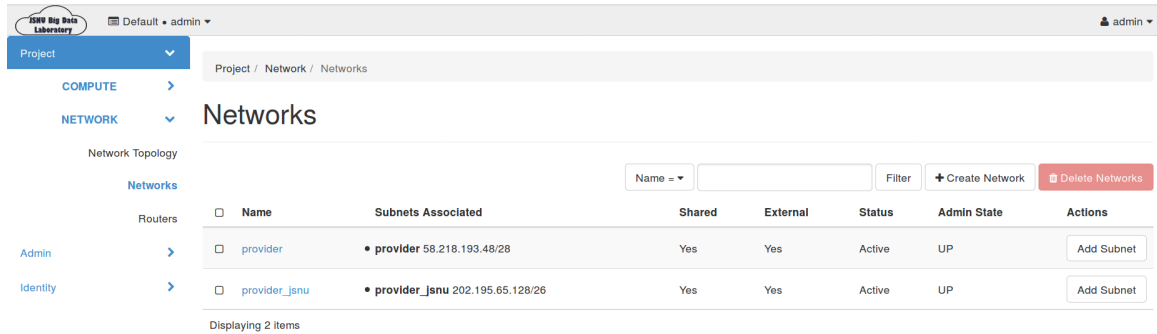 JSNU Big Data
Laboratory
Default • admin
admin
Project
COMPUTE
NETWORK
Network Topology
Networks
Routers
Admin
Identity
Project / Network / Networks
Networks
Name =
Filter
+ Create Network
Delete Networks
Name Subnets Associated Shared External Status Admin State Actions
provider • provider 58.218.193.48/28 Yes Yes Active UP Add Subnet
provider_jsnu • provider_jsnu 202.195.65.128/26 Yes Yes Active UP Add Subnet
Displaying 2 items